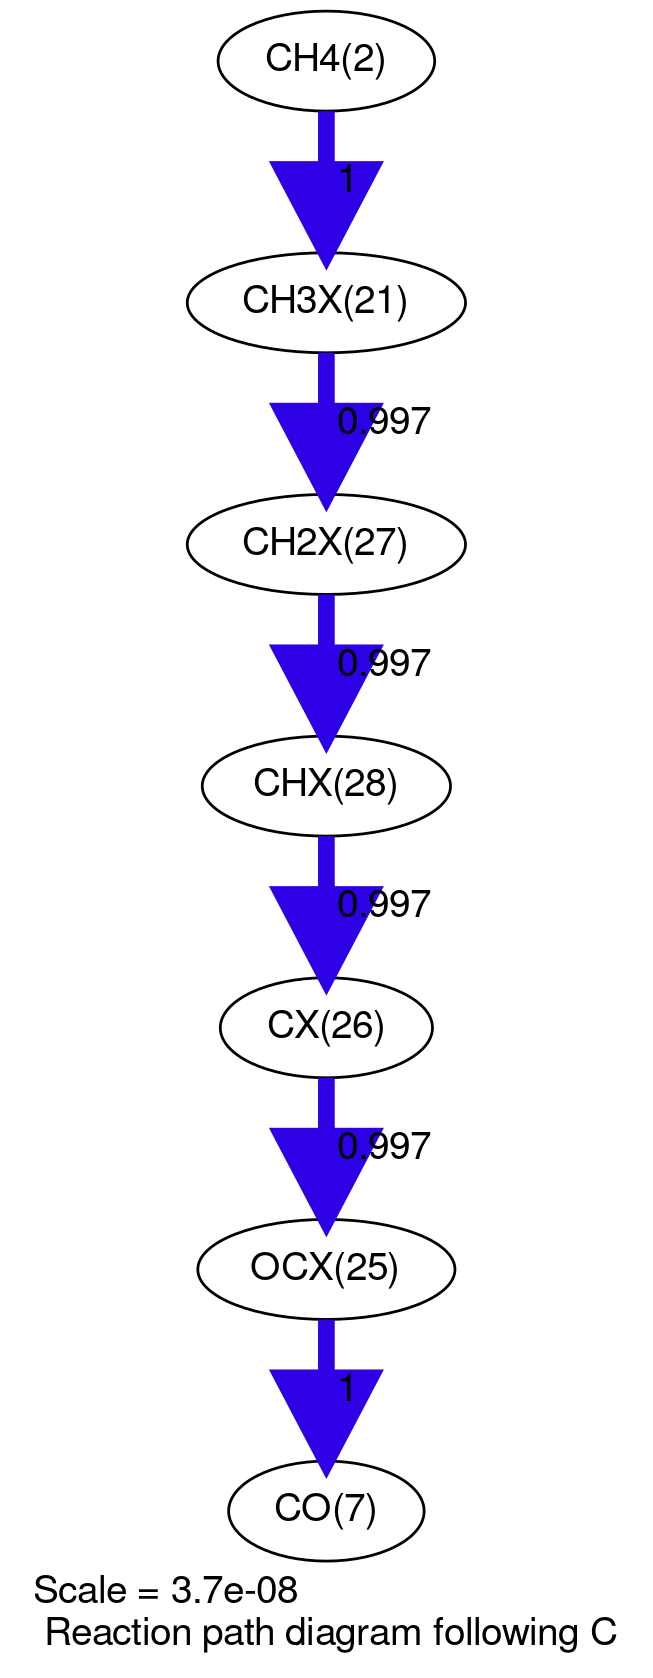 CH4(2)
1
CH3X(21)
0.997
CH2X(27)
0.997
CHX(28)
0.997
CX(26)
0.997
OCX(25)
1
CO(7)
Scale = 3.7e-08
Reaction path diagram following C